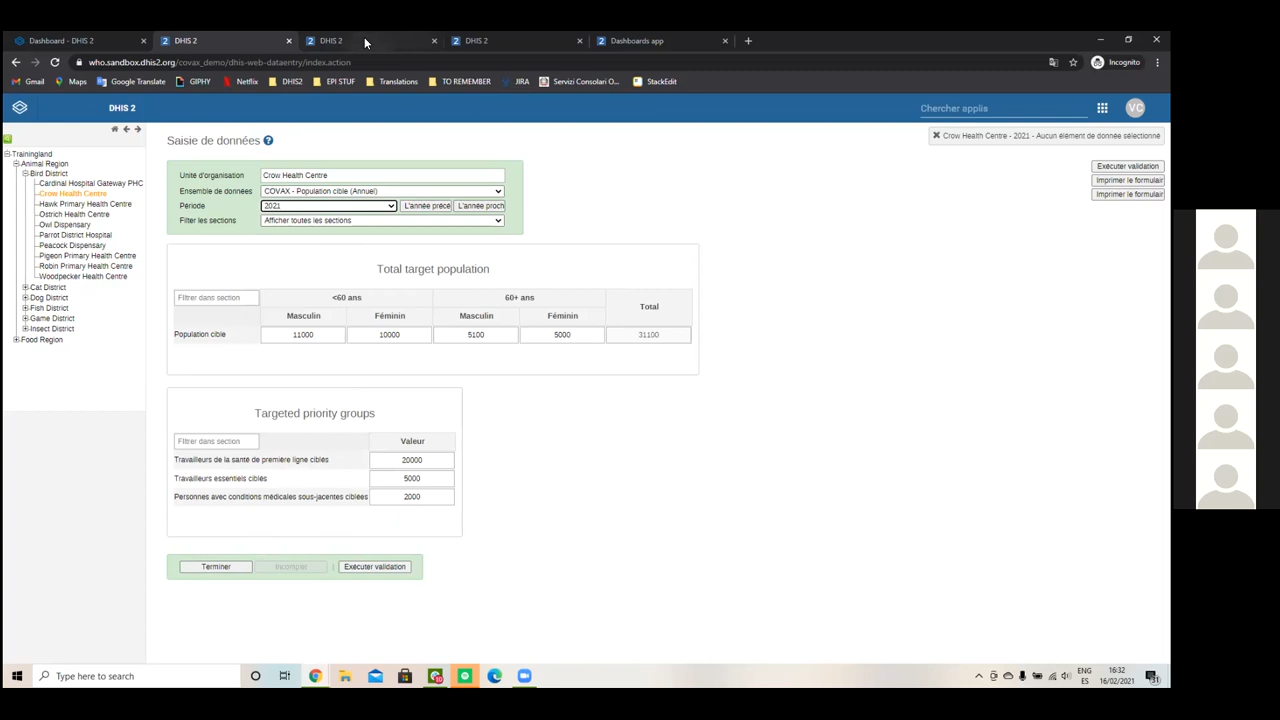 Dashboard - DHIS 2
DHIS 2
DHIS 2
DHIS 2
Dashboards app
who.sandbox.dhis2.org/covax_demo/dhis-web-dataentry/index.action
Incognito
Gmail
Maps
Google Translate
GIPHY
Netflix
DHIS2
EPI STUF
Translations
TO REMEMBER
JIRA
Servizi Consolari O...
StackEdit
DHIS 2
Chercher applis
VC
Trainingland
Animal Region
Bird District
Cardinal Hospital Gateway PHC
Crow Health Centre
Hawk Primary Health Centre
Ostrich Health Centre
Owl Dispensary
Parrot District Hospital
Peacock Dispensary
Pigeon Primary Health Centre
Robin Primary Health Centre
Woodpecker Health Centre
Cat District
Dog District
Fish District
Game District
Insect District
Food Region
Saisie de données
Crow Health Centre - 2021 - Aucun élement de donnée sélectionné
Unité d'organisation
Crow Health Centre
Ensemble de données
COVAX - Population cible (Annuel)
Période
2021
L'année précé
L'année proch
Filter les sections
Afficher toutes les sections
Exécuter validation
Imprimer le formulair
Imprimer le formulair
Total target population
Filtrer dans section
<60 ans
60+ ans
Total
Masculin
Féminin
Masculin
Féminin
Population cible
11000
10000
5100
5000
31100
Targeted priority groups
Filtrer dans section
Valeur
Travailleurs de la santé de première ligne ciblés
20000
Travailleurs essentiels ciblés
5000
Personnes avec conditions médicales sous-jacentes ciblées
2000
Terminer
Incomplet
Exécuter validation
Type here to search
ENG
ES
16:32
16/02/2021